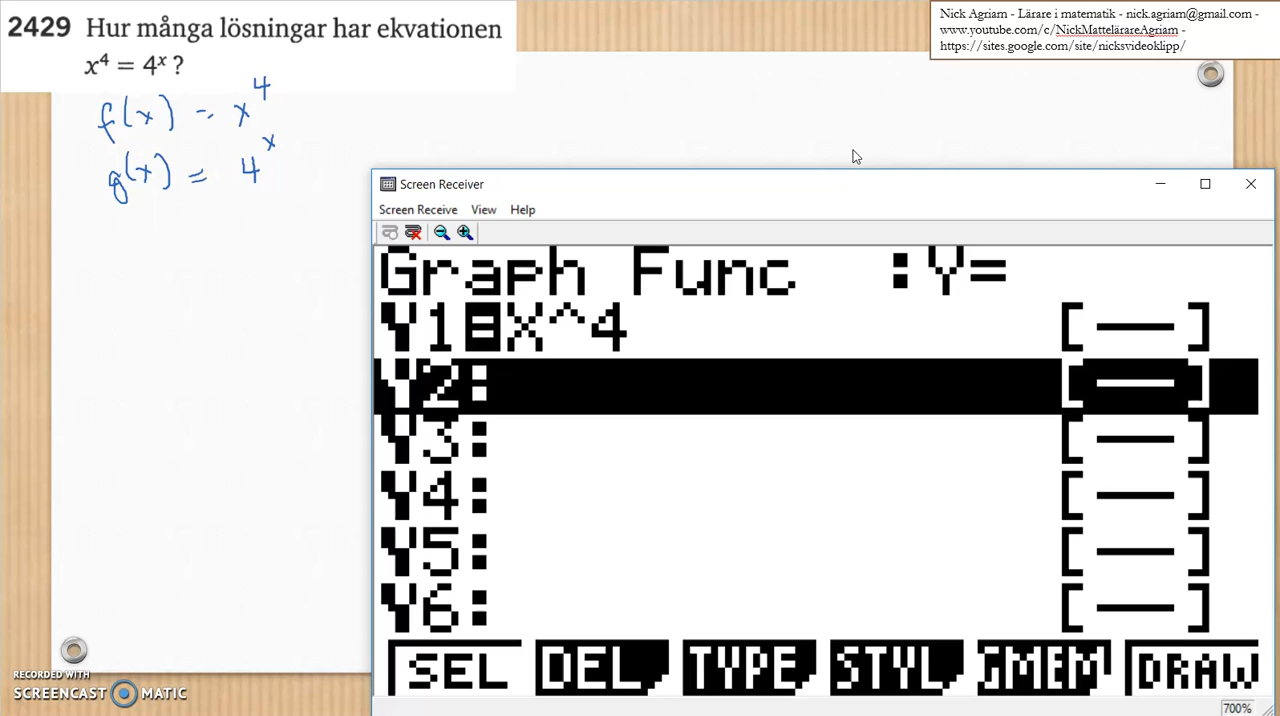 2429 Hur många lösningar har ekvationen
x⁴ = 4ˣ ?
Nick Agriam - Lärare i matematik - nick.agriam@gmail.com -
www.youtube.com/c/NickMattelärareAgriam -
https://sites.google.com/site/nicksvideoklipp/
f(x) = x⁴
g(x) = 4ˣ
Screen Receiver
Screen Receive View Help
Graph Func :Y=
Y1=X^4 [—]
Y2: [—]
Y3: [—]
Y4: [—]
Y5: [—]
Y6: [—]
SEL DEL TYPE STYL GMEM DRAW
700%
RECORDED WITH
SCREENCAST MATIC